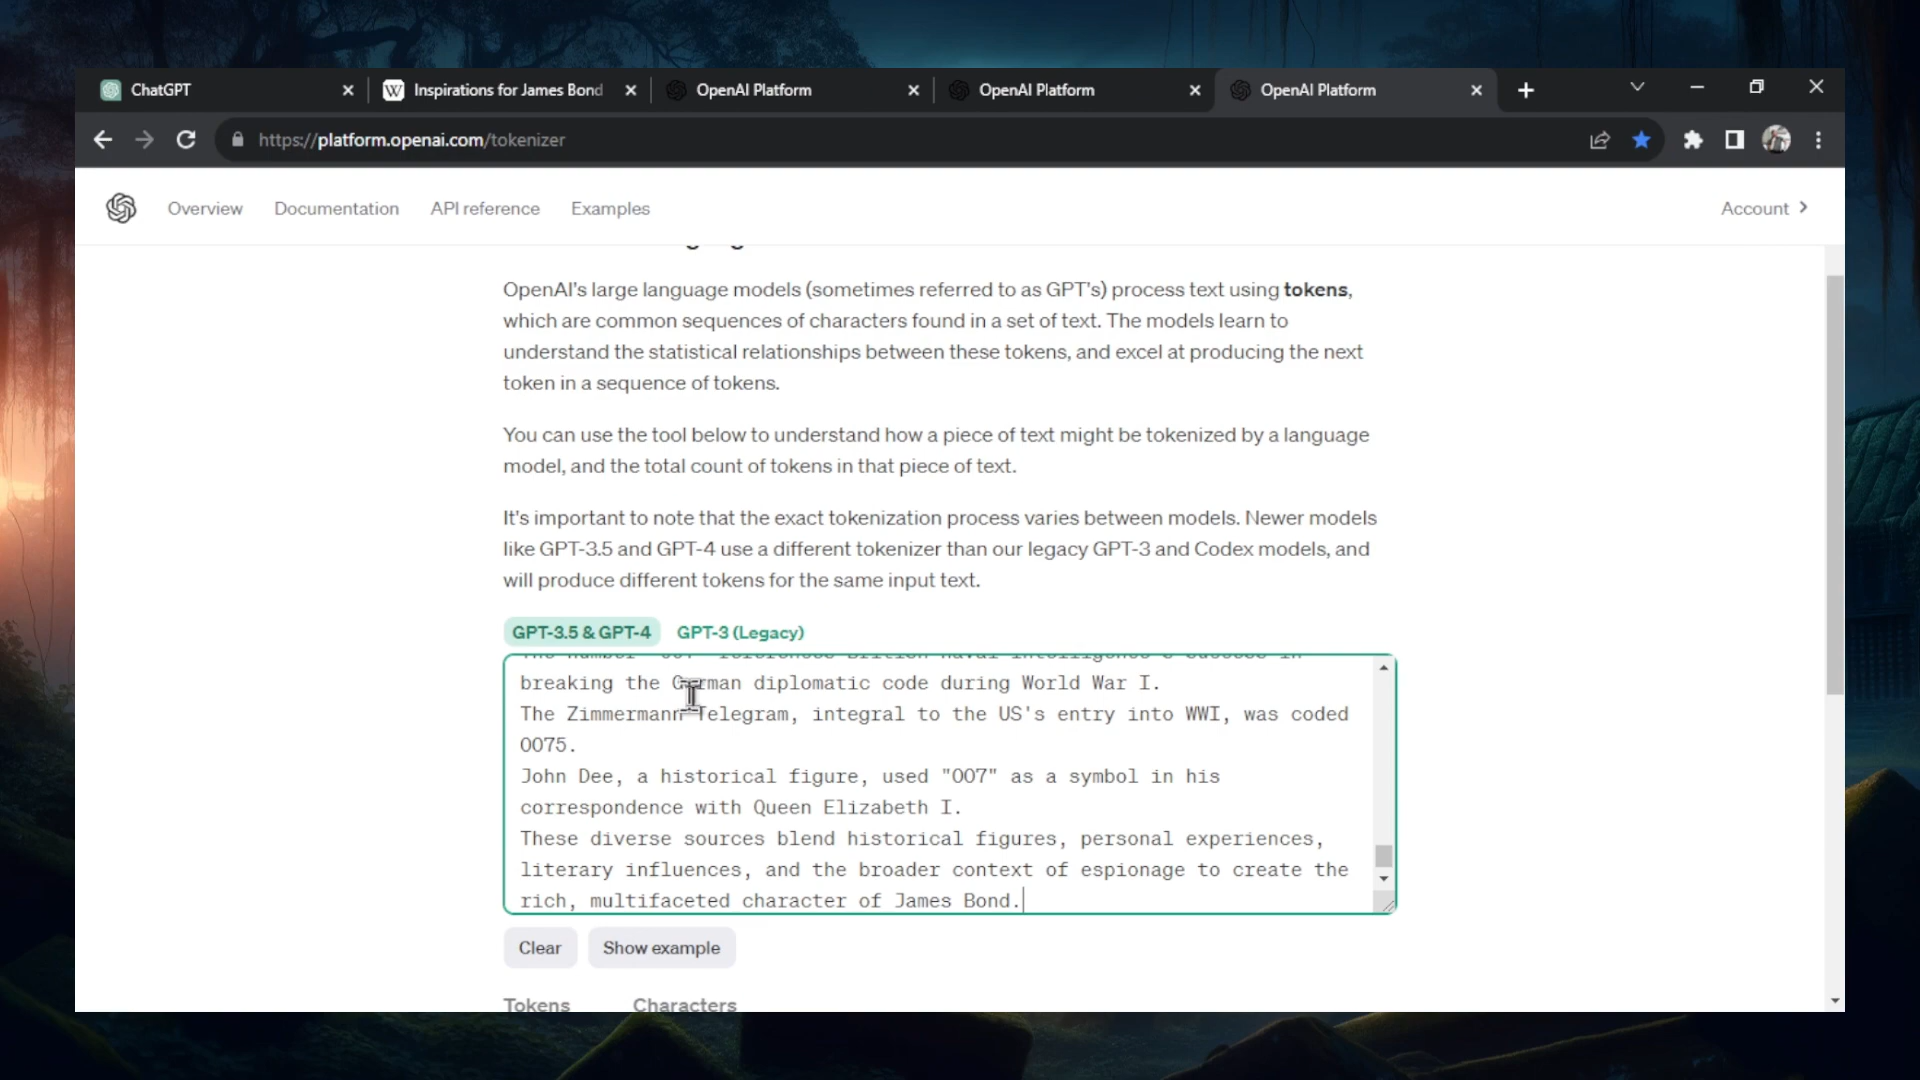 ChatGPT
W Inspirations for James Bond
OpenAI Platform
OpenAI Platform
OpenAI Platform
https://platform.openai.com/tokenizer
Overview
Documentation
API reference
Examples
Account
OpenAI's large language models (sometimes referred to as GPT's) process text using tokens,
which are common sequences of characters found in a set of text. The models learn to
understand the statistical relationships between these tokens, and excel at producing the next
token in a sequence of tokens.
You can use the tool below to understand how a piece of text might be tokenized by a language
model, and the total count of tokens in that piece of text.
It's important to note that the exact tokenization process varies between models. Newer models
like GPT-3.5 and GPT-4 use a different tokenizer than our legacy GPT-3 and Codex models, and
will produce different tokens for the same input text.
GPT-3.5 & GPT-4
GPT-3 (Legacy)
breaking the German diplomatic code during World War I.
The Zimmermann Telegram, integral to the US's entry into WWI, was coded
0075.
John Dee, a historical figure, used "007" as a symbol in his
correspondence with Queen Elizabeth I.
These diverse sources blend historical figures, personal experiences,
literary influences, and the broader context of espionage to create the
rich, multifaceted character of James Bond.
Clear
Show example
Tokens
Characters